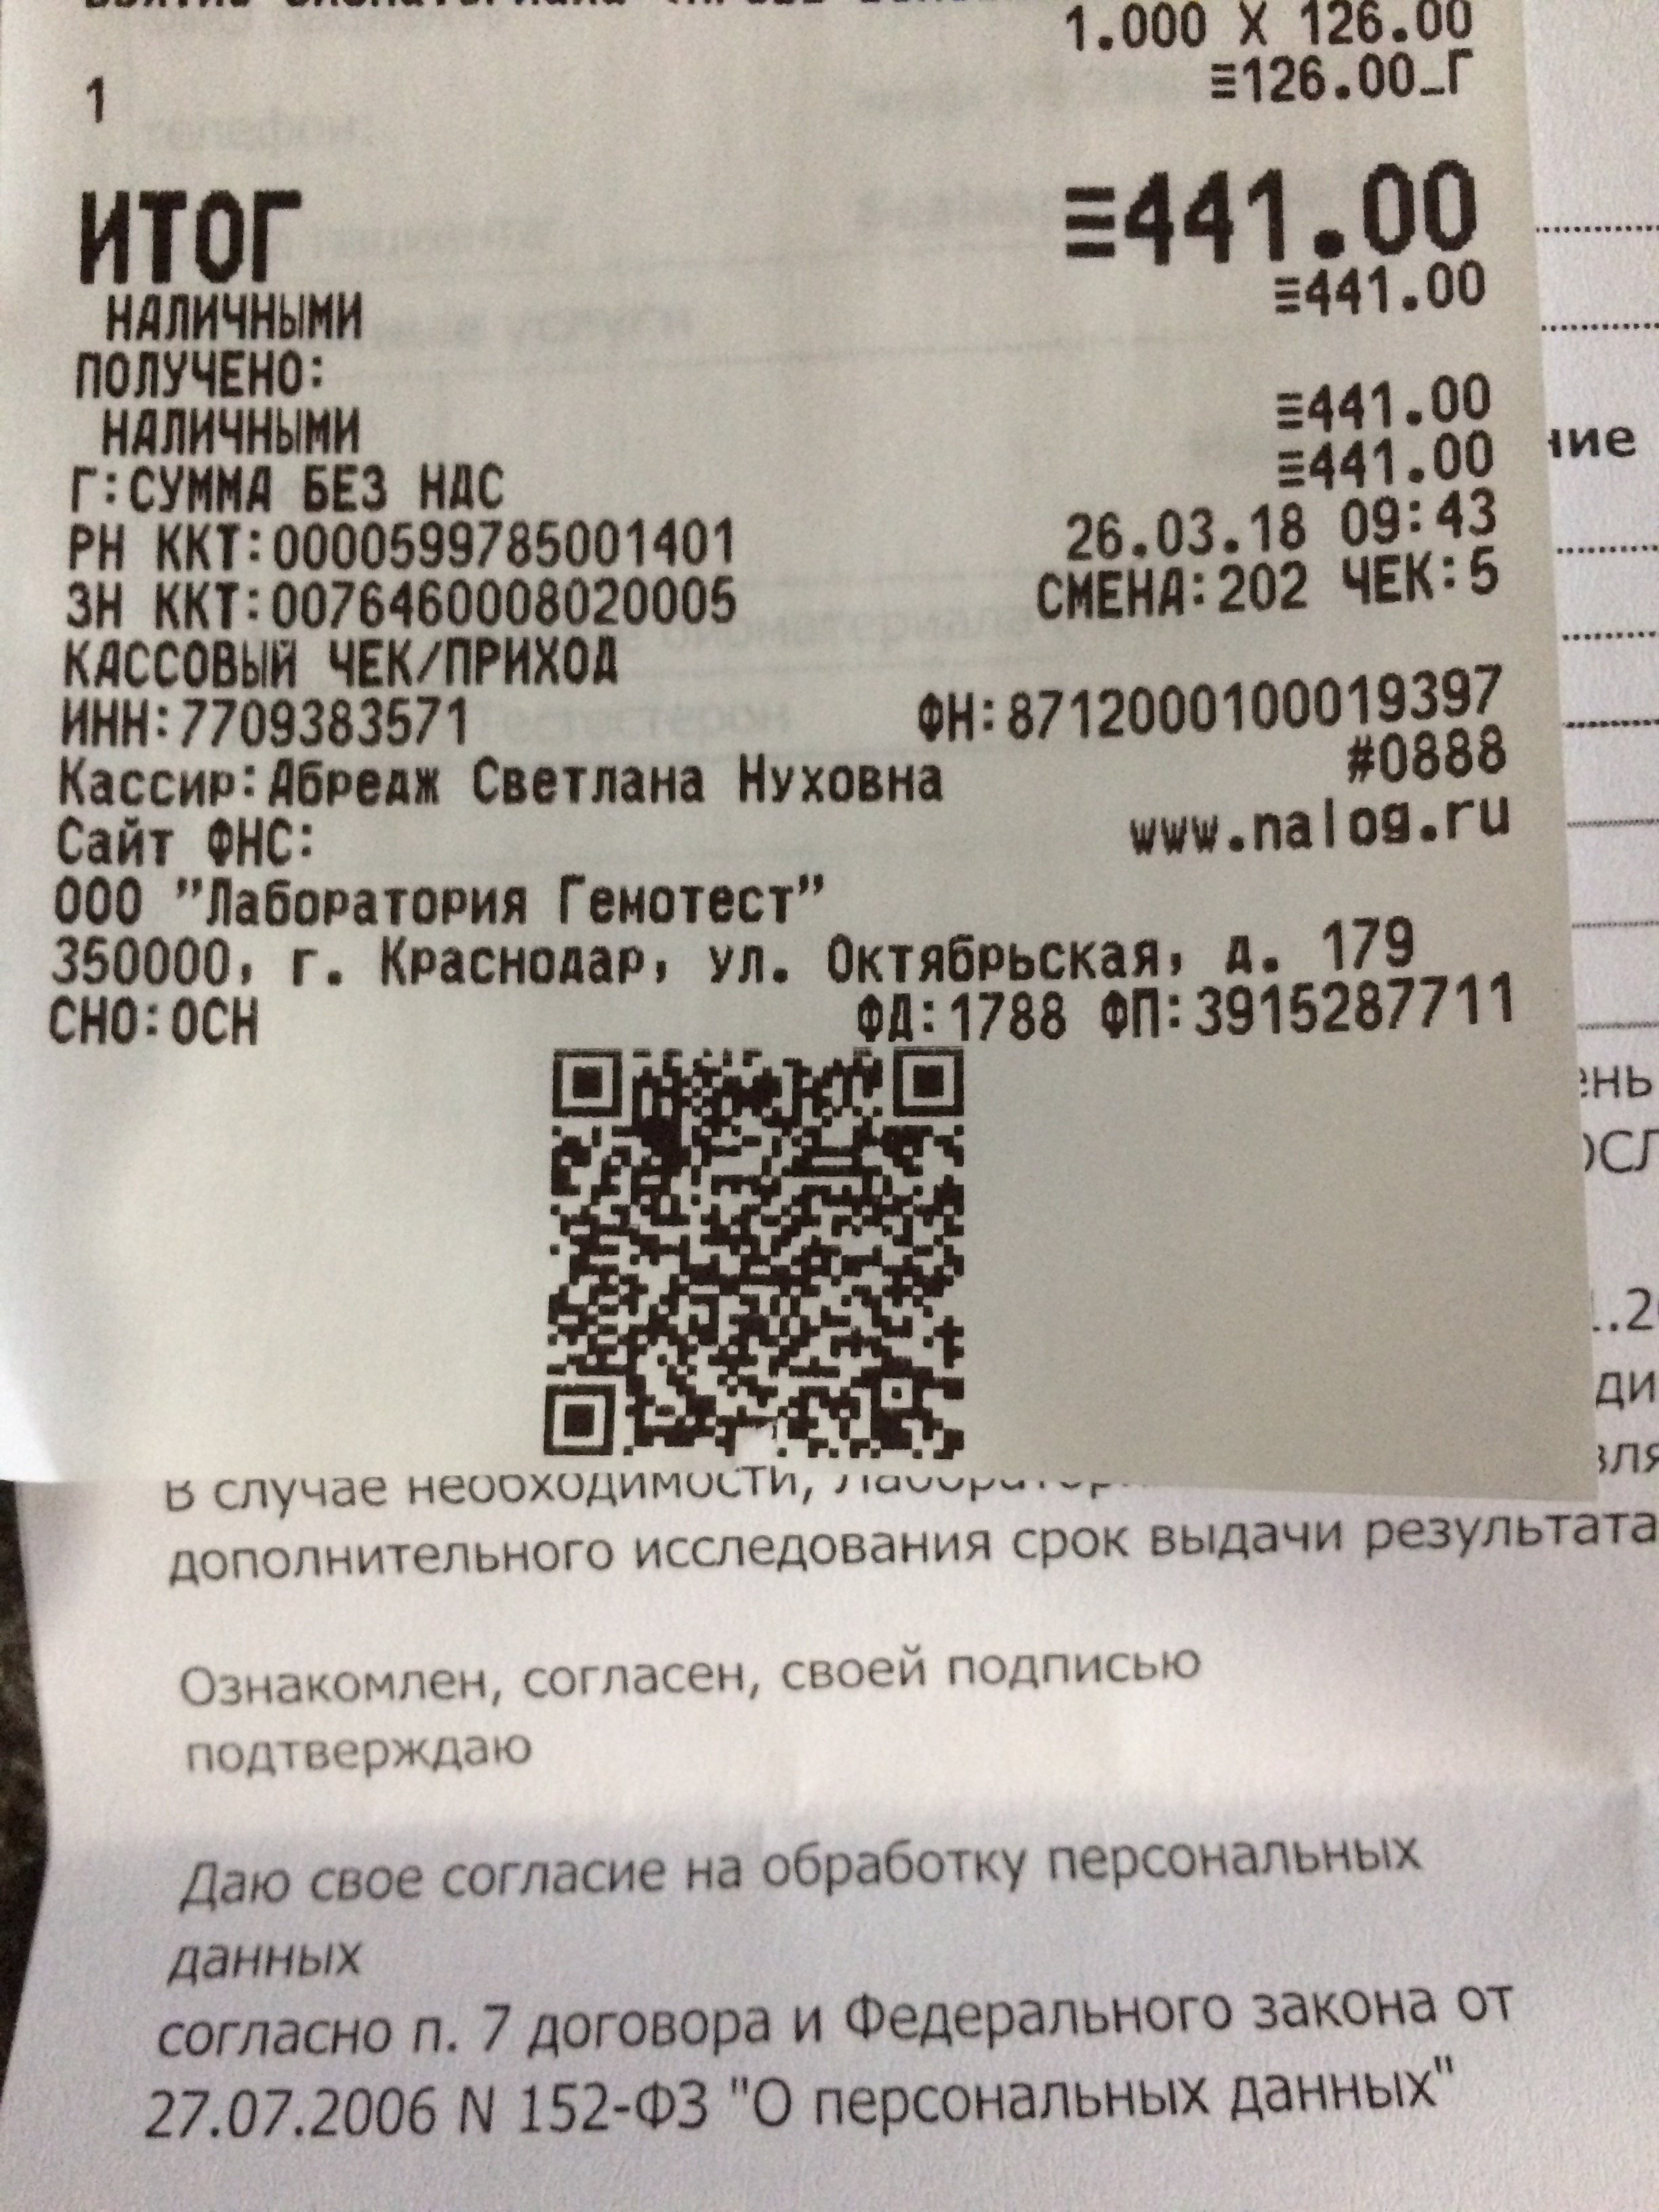 1.000 X 126.00
1 ≡126.00_Г
ИТОГ ≡441.00
НАЛИЧНЫМИ ≡441.00
ПОЛУЧЕНО:
НАЛИЧНЫМИ ≡441.00
Г:СУММА БЕЗ НДС ≡441.00
РН ККТ:0000599785001401 26.03.18 09:43
ЗН ККТ:0076460008020005 СМЕНА:202 ЧЕК:5
КАССОВЫЙ ЧЕК/ПРИХОД
ИНН:7709383571 ФН:8712000100019397
Кассир:Абредж Светлана Нуховна #0888
Сайт ФНС: www.nalog.ru
ООО "Лаборатория Гемотест"
350000, г. Краснодар, ул. Октябрьская, д. 179
СНО:ОСН ФД:1788 ФП:3915287711
В случае необходимости,
дополнительного исследования срок выдачи результата
Ознакомлен, согласен, своей подписью
подтверждаю
Даю свое согласие на обработку персональных
данных
согласно п. 7 договора и Федерального закона от
27.07.2006 N 152-ФЗ "О персональных данных"